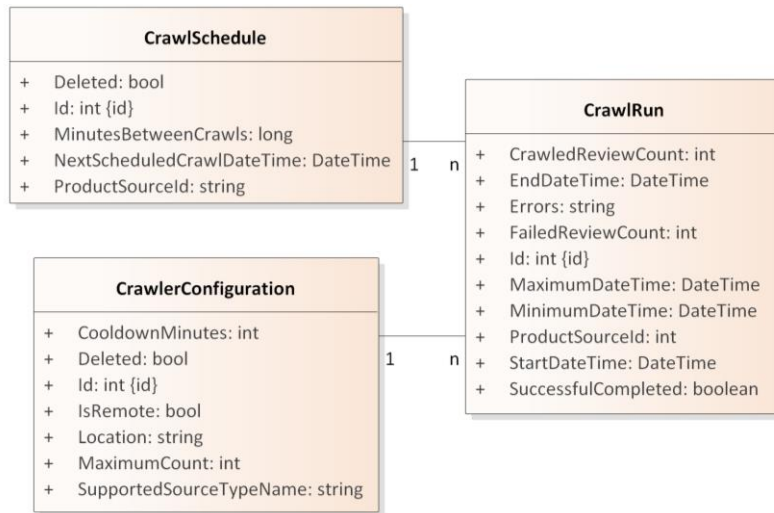 CrawlSchedule
+ Deleted: bool
+ Id: int {id}
+ MinutesBetweenCrawls: long
+ NextScheduledCrawlDateTime: DateTime
+ ProductSourceId: string
1 n
CrawlRun
+ CrawledReviewCount: int
+ EndDateTime: DateTime
+ Errors: string
+ FailedReviewCount: int
+ Id: int {id}
+ MaximumDateTime: DateTime
+ MinimumDateTime: DateTime
+ ProductSourceId: int
+ StartDateTime: DateTime
+ SuccessfulCompleted: boolean
CrawlerConfiguration
+ CooldownMinutes: int
+ Deleted: bool
+ Id: int {id}
+ IsRemote: bool
+ Location: string
+ MaximumCount: int
+ SupportedSourceTypeName: string
1 n